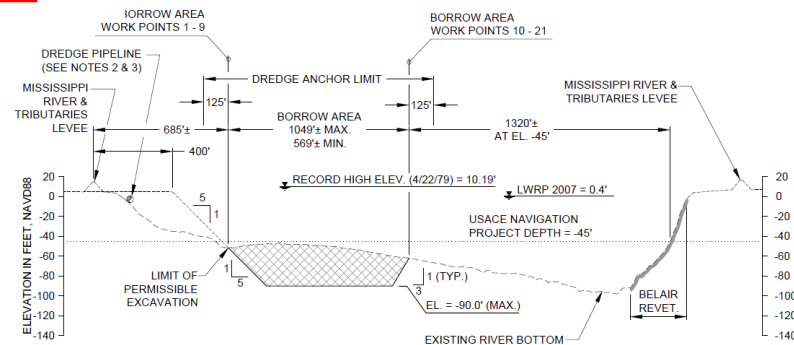 BORROW AREA
WORK POINTS 1 - 9
BORROW AREA
WORK POINTS 10 - 21
DREDGE PIPELINE
(SEE NOTES 2 & 3)
DREDGE ANCHOR LIMIT
MISSISSIPPI
RIVER &
TRIBUTARIES
LEVEE
MISSISSIPPI RIVER &
TRIBUTARIES LEVEE
125'
125'
685'±
BORROW AREA
1049'± MAX.
569'± MIN.
1320'±
AT EL. -45'
400'
RECORD HIGH ELEV. (4/22/79) = 10.19'
LWRP 2007 = 0.4'
USACE NAVIGATION
PROJECT DEPTH = -45'
5
1
LIMIT OF
PERMISSIBLE
EXCAVATION
1
5
1 (TYP.)
3
EL. = -90.0' (MAX.)
BELAIR
REVET.
EXISTING RIVER BOTTOM
ELEVATION IN FEET, NAVD88
20
0
-20
-40
-60
-80
-100
-120
-140
20
0
-20
-40
-60
-80
-100
-120
-140